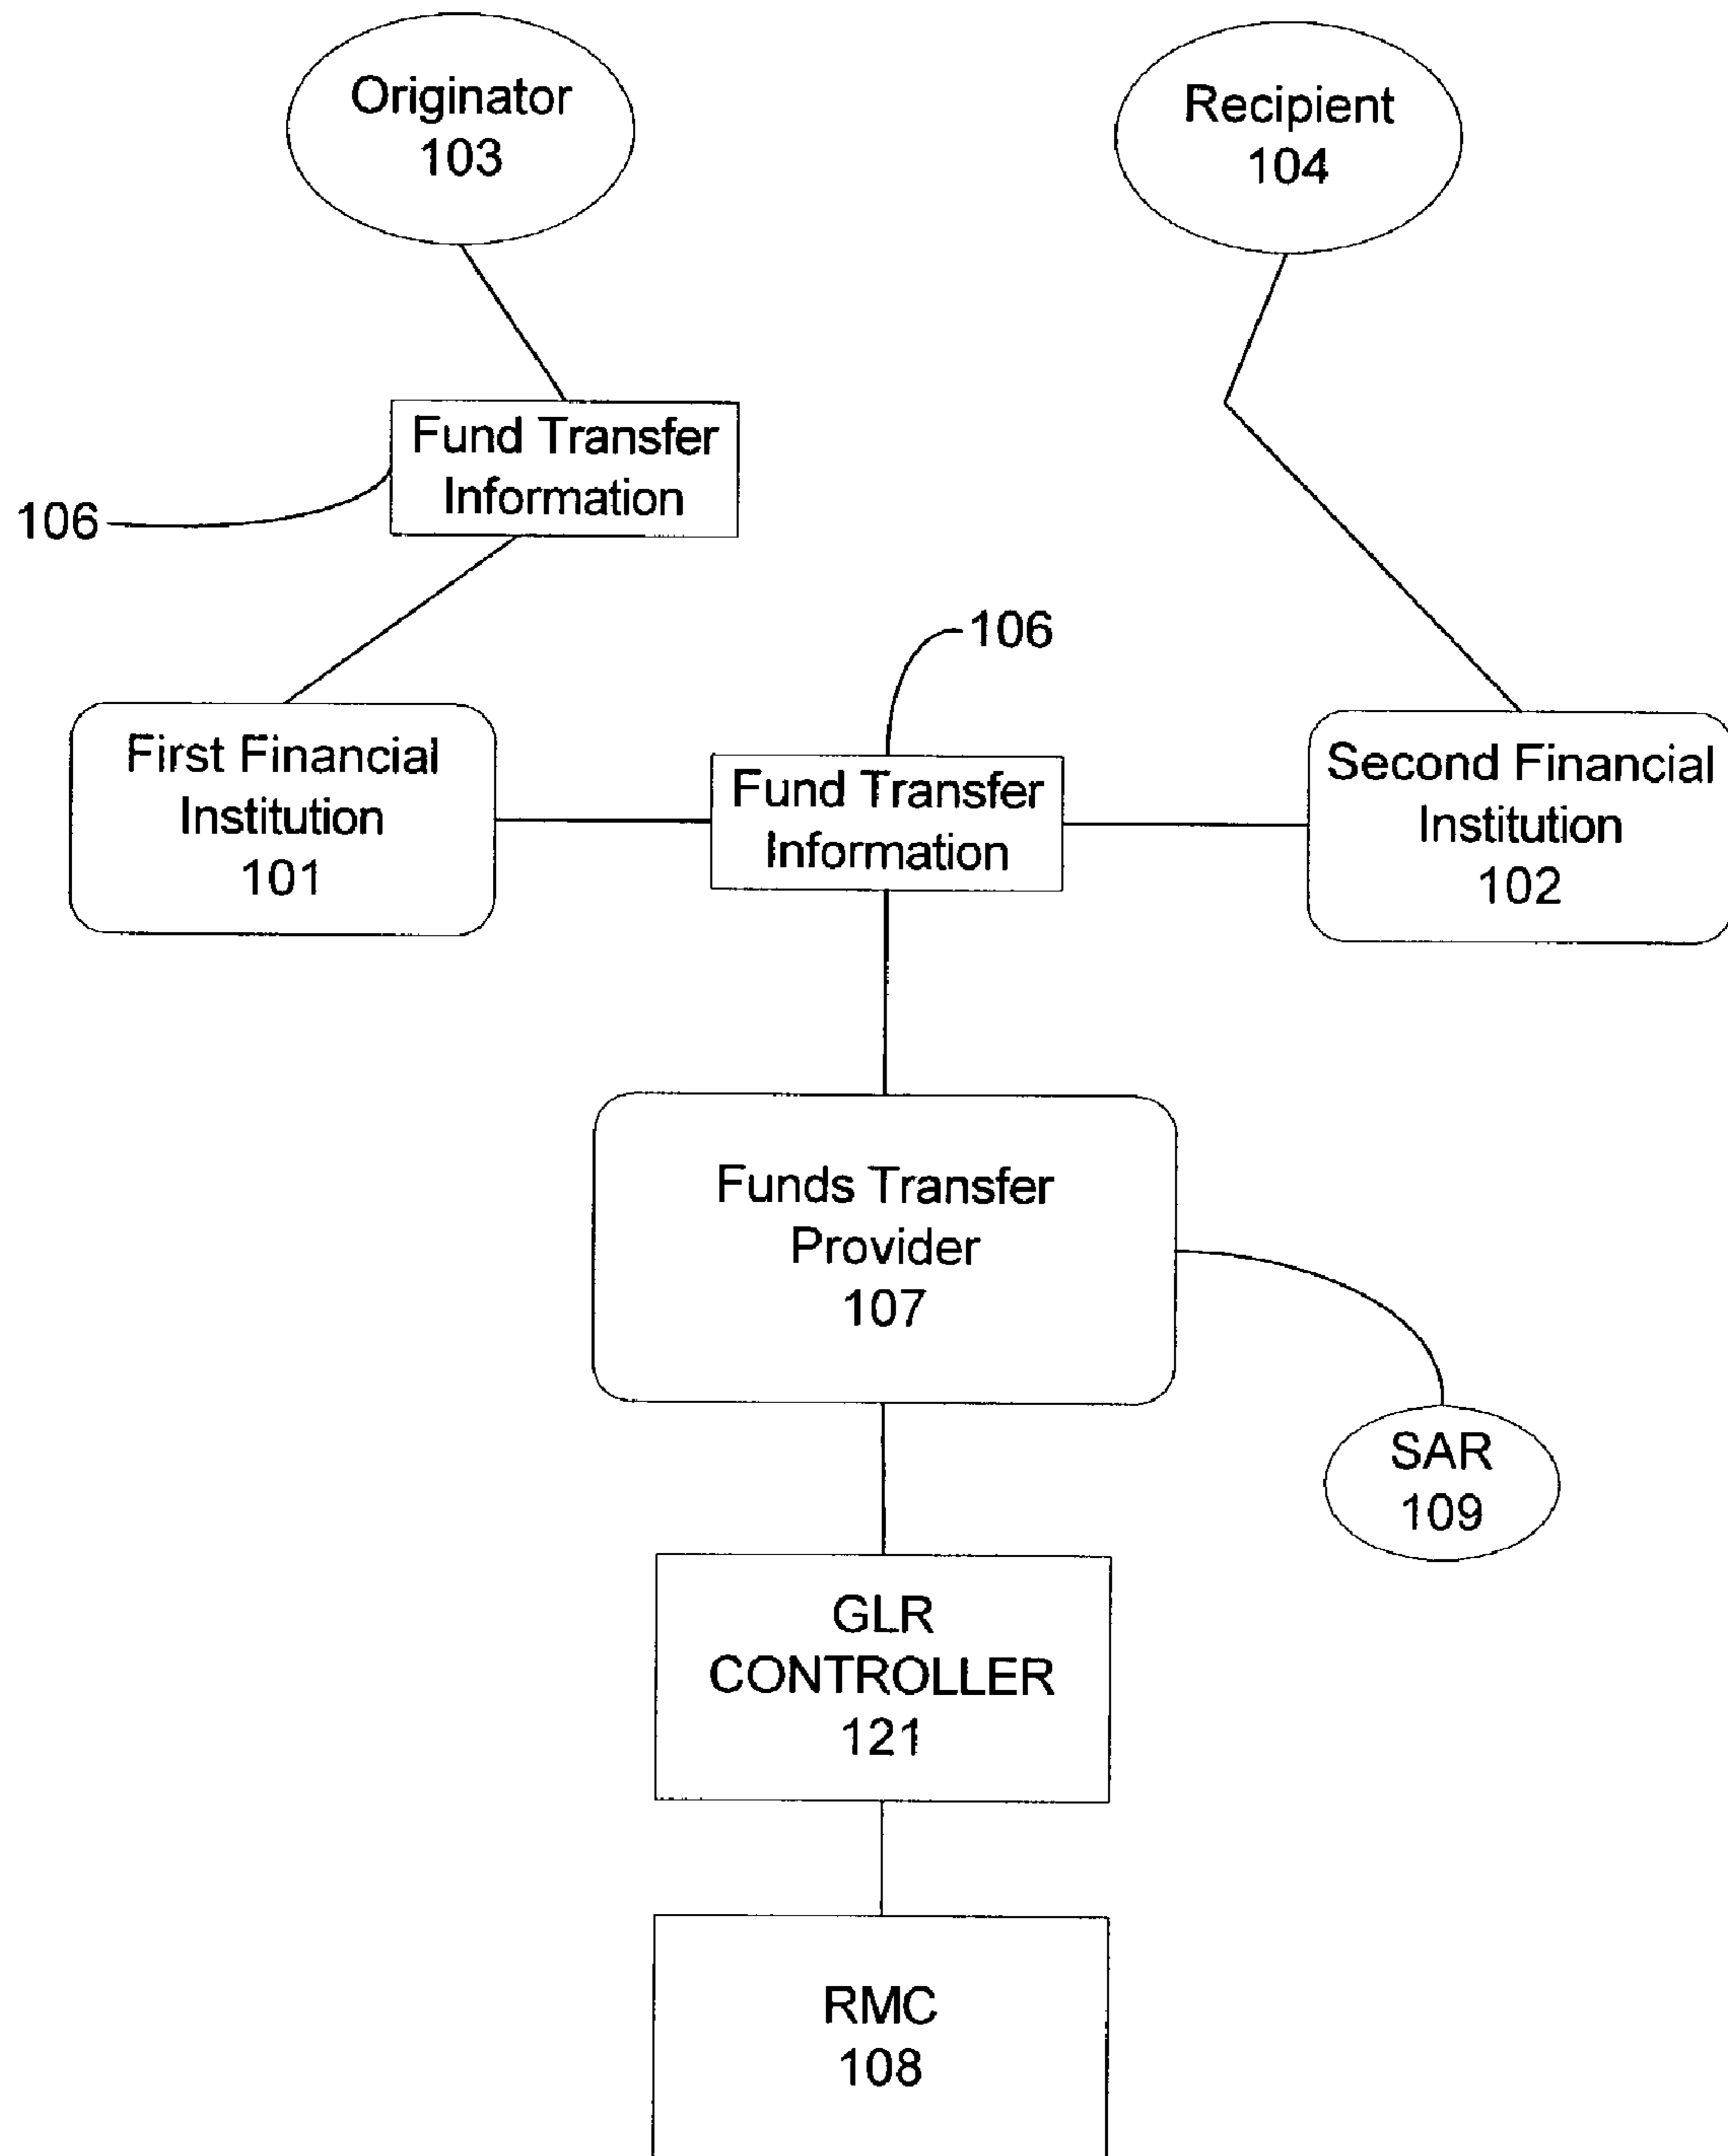 Originator
103
Recipient
104
Fund Transfer
Information
106
106
First Financial
Institution
101
Fund Transfer
Information
Second Financial
Institution
102
Funds Transfer
Provider
107
SAR
109
GLR
CONTROLLER
121
RMC
108